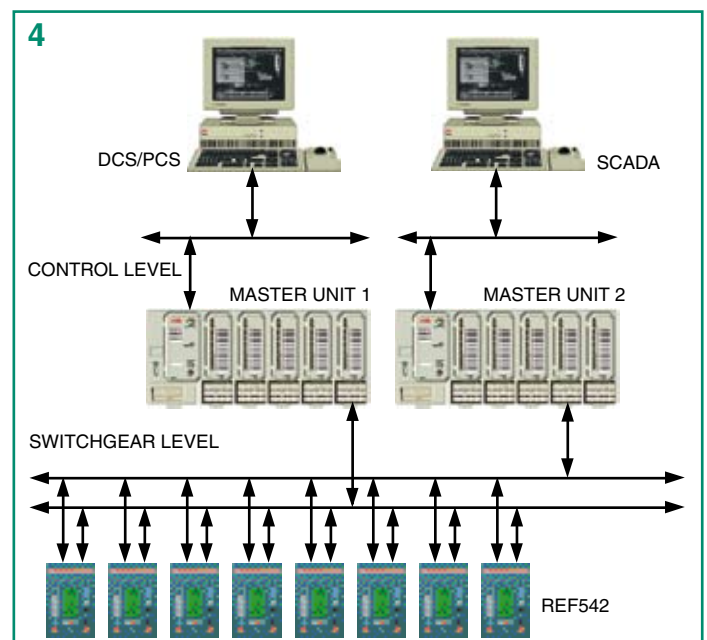 4
DCS/PCS
SCADA
CONTROL LEVEL
MASTER UNIT 1
MASTER UNIT 2
SWITCHGEAR LEVEL
REF542